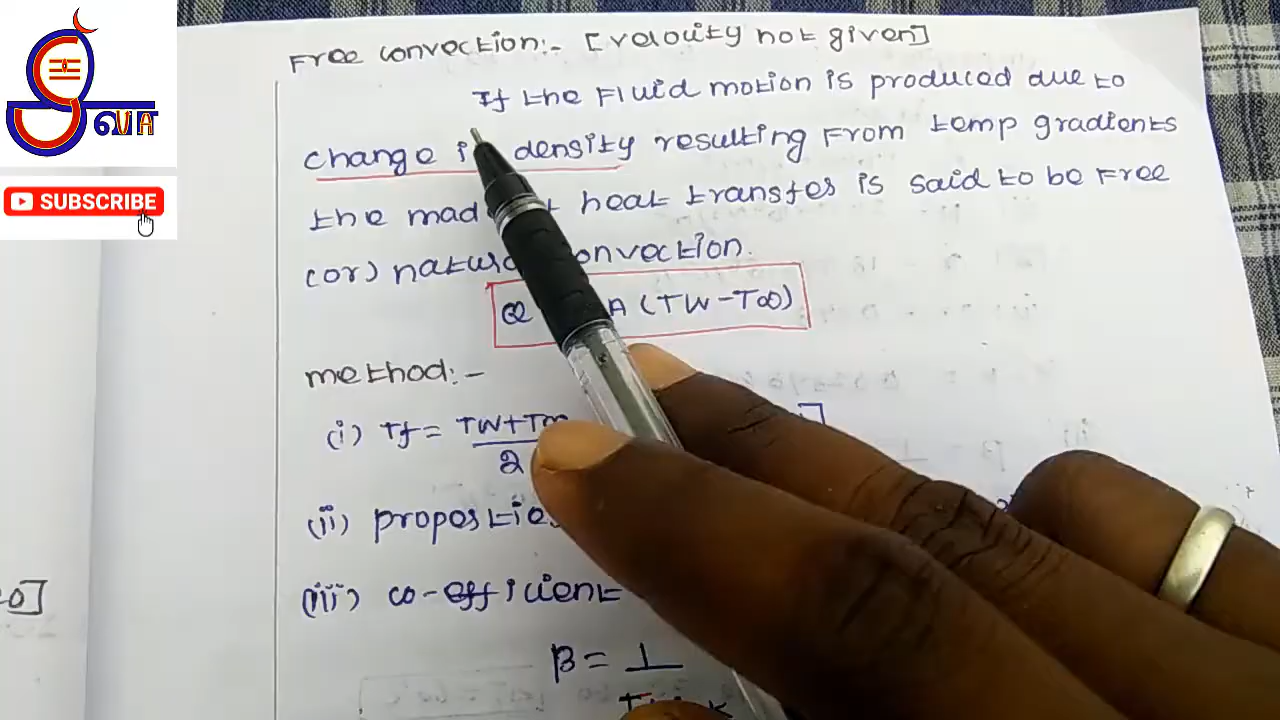 சிவா
SUBSCRIBE
Free convection:- [velocity not given]
If the Fluid motion is produced due to
change in density resulting From temp gradients
the heat transfer is said to be Free
(or) natural convection.
Q A (TW-T∞)
method:-
(i) Tf = TW+T∞
2
(ii) properties
(iii) co-efficient
β = 1